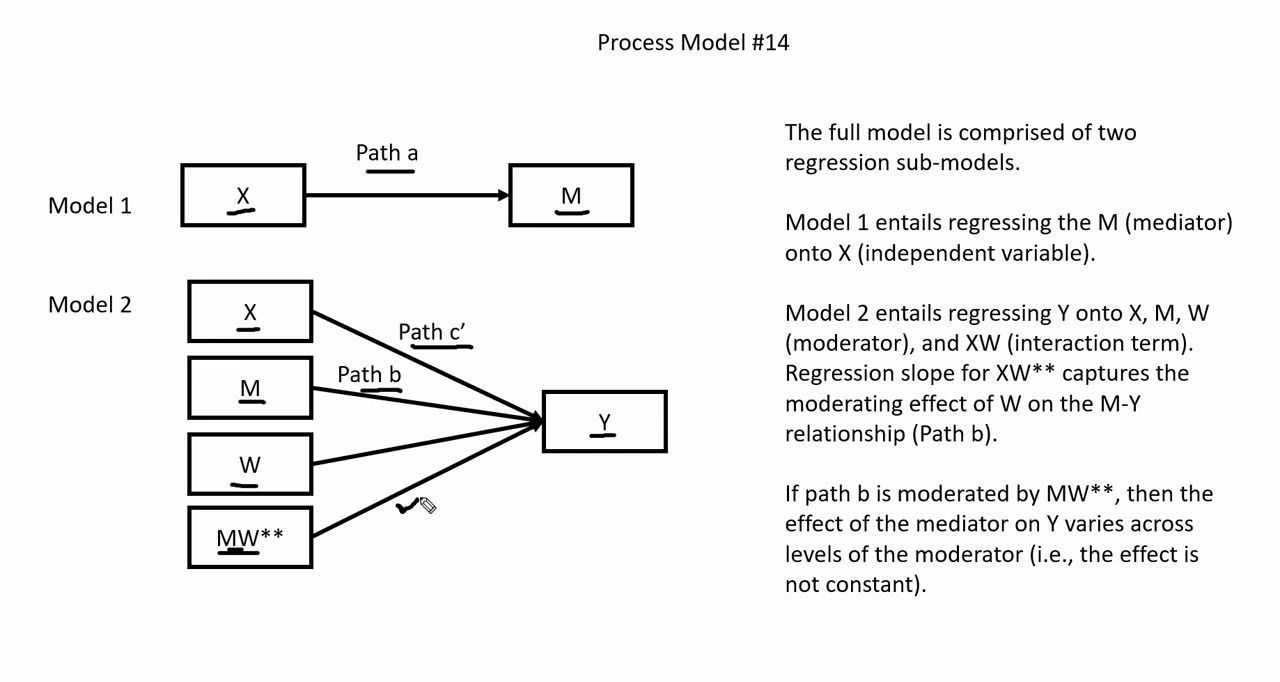 Process Model #14
Path a
Model 1
X
M
Model 2
X
Path c’
M
Path b
Y
W
MW**
The full model is comprised of two
regression sub-models.
Model 1 entails regressing the M (mediator)
onto X (independent variable).
Model 2 entails regressing Y onto X, M, W
(moderator), and XW (interaction term).
Regression slope for XW** captures the
moderating effect of W on the M-Y
relationship (Path b).
If path b is moderated by MW**, then the
effect of the mediator on Y varies across
levels of the moderator (i.e., the effect is
not constant).